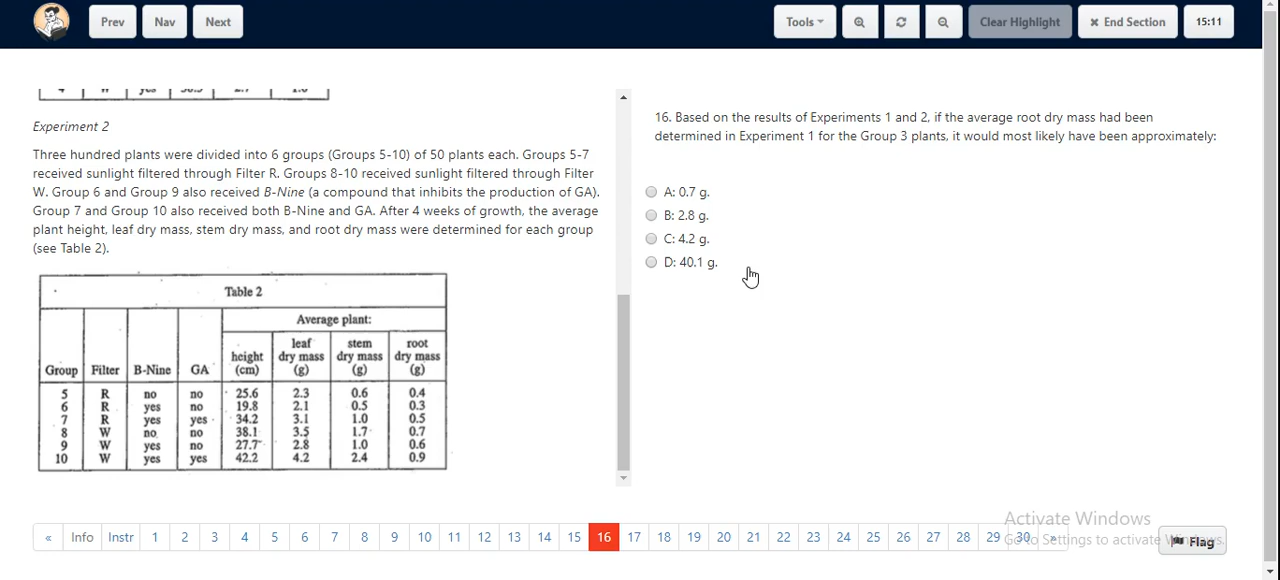 Prev Nav Next Tools Clear Highlight × End Section 15:11
Experiment 2
Three hundred plants were divided into 6 groups (Groups 5-10) of 50 plants each. Groups 5-7
received sunlight filtered through Filter R. Groups 8-10 received sunlight filtered through Filter
W. Group 6 and Group 9 also received B-Nine (a compound that inhibits the production of GA).
Group 7 and Group 10 also received both B-Nine and GA. After 4 weeks of growth, the average
plant height, leaf dry mass, stem dry mass, and root dry mass were determined for each group
(see Table 2).
Table 2
Average plant:
Group Filter B-Nine GA height (cm) leaf dry mass (g) stem dry mass (g) root dry mass (g)
5 R no no 25.6 2.3 0.6 0.4
6 R yes no 19.8 2.1 0.5 0.3
7 R yes yes 34.2 3.1 1.0 0.5
8 W no no 38.1 3.5 1.7 0.7
9 W yes no 27.7 2.8 1.0 0.6
10 W yes yes 42.2 4.2 2.4 0.9
16. Based on the results of Experiments 1 and 2, if the average root dry mass had been
determined in Experiment 1 for the Group 3 plants, it would most likely have been approximately:
A: 0.7 g.
B: 2.8 g.
C: 4.2 g.
D: 40.1 g.
« Info Instr 1 2 3 4 5 6 7 8 9 10 11 12 13 14 15 16 17 18 19 20 21 22 23 24 25 26 27 28 29 30 »
Flag
Activate Windows
Go to Settings to activate Windows.